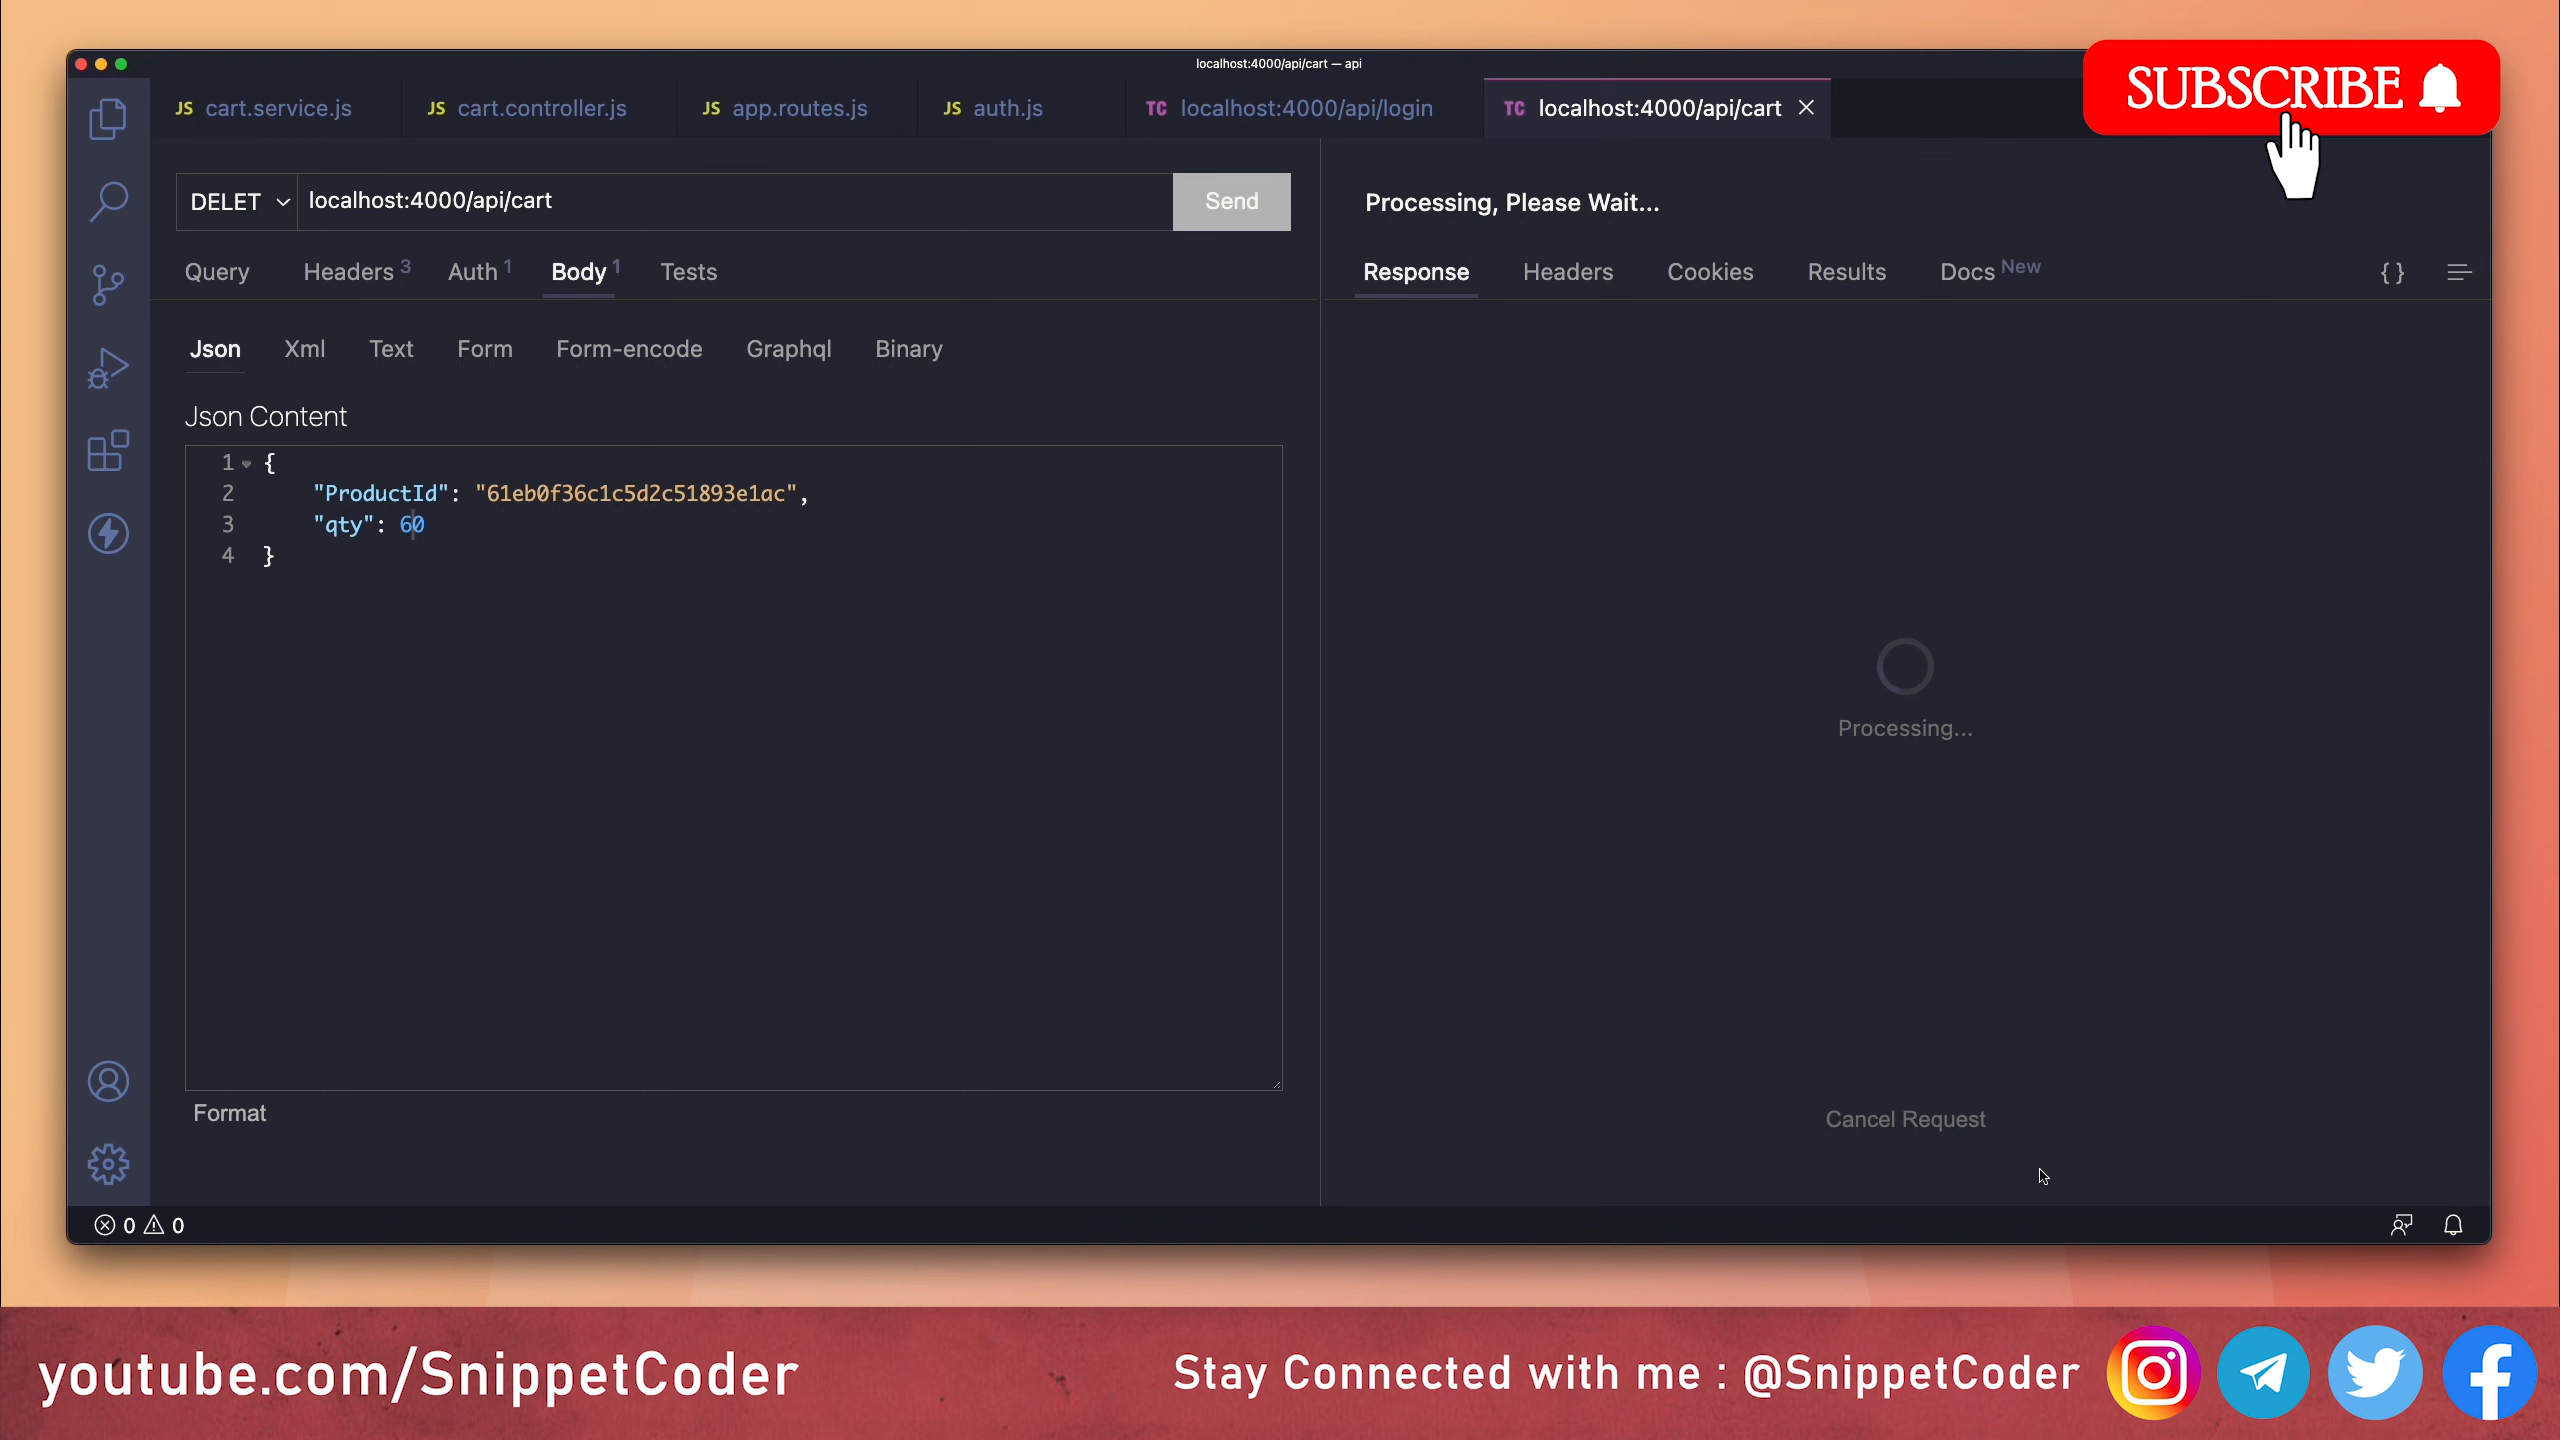 localhost:4000/api/cart — api
SUBSCRIBE
JS cart.service.js
JS cart.controller.js
JS app.routes.js
JS auth.js
TC localhost:4000/api/login
TC localhost:4000/api/cart
DELET
localhost:4000/api/cart
Send
Processing, Please Wait...
Query
Headers 3
Auth 1
Body 1
Tests
Response
Headers
Cookies
Results
Docs New
{}
Json
Xml
Text
Form
Form-encode
Graphql
Binary
Json Content
1 {
2 "ProductId": "61eb0f36c1c5d2c51893e1ac",
3 "qty": 60
4 }
Processing...
Format
Cancel Request
0 0
youtube.com/SnippetCoder
Stay Connected with me : @SnippetCoder